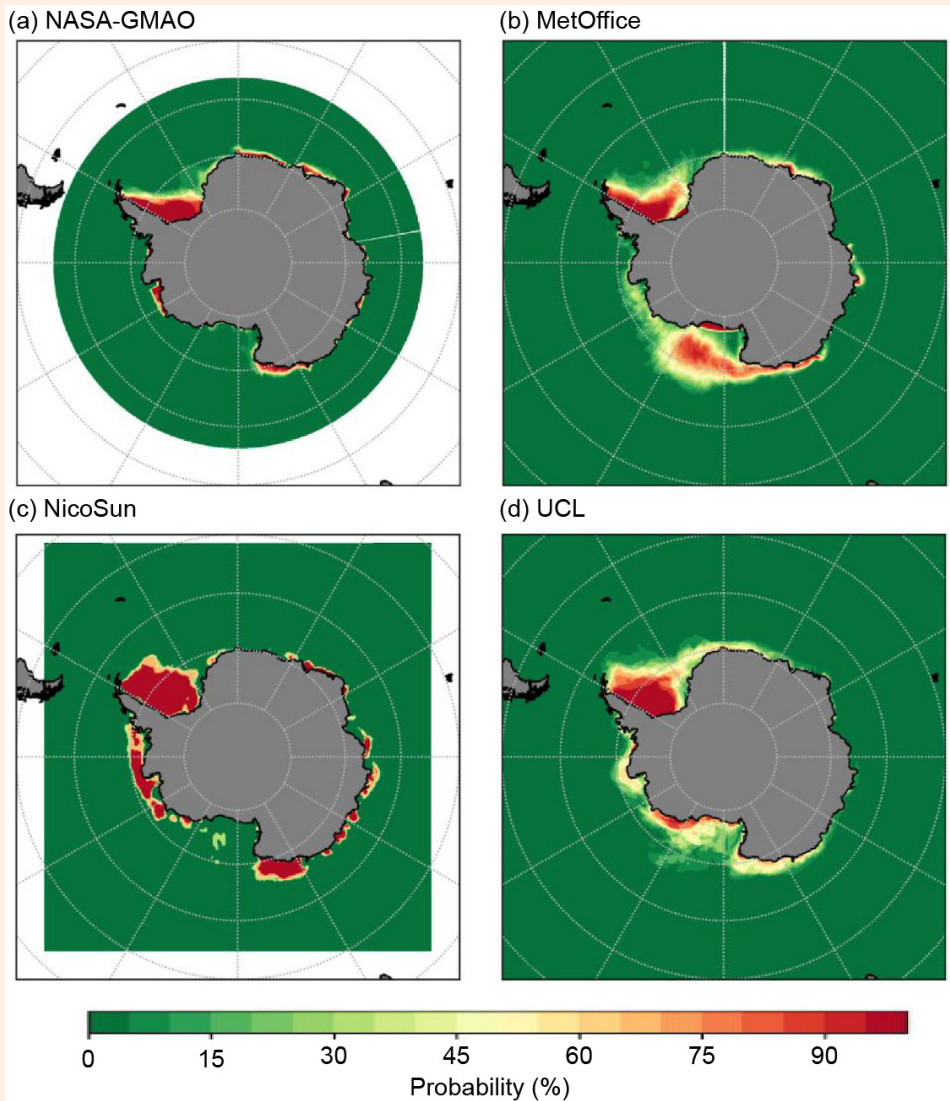 (a) NASA-GMAO
(b) MetOffice
(c) NicoSun
(d) UCL
0 15 30 45 60 75 90
Probability (%)